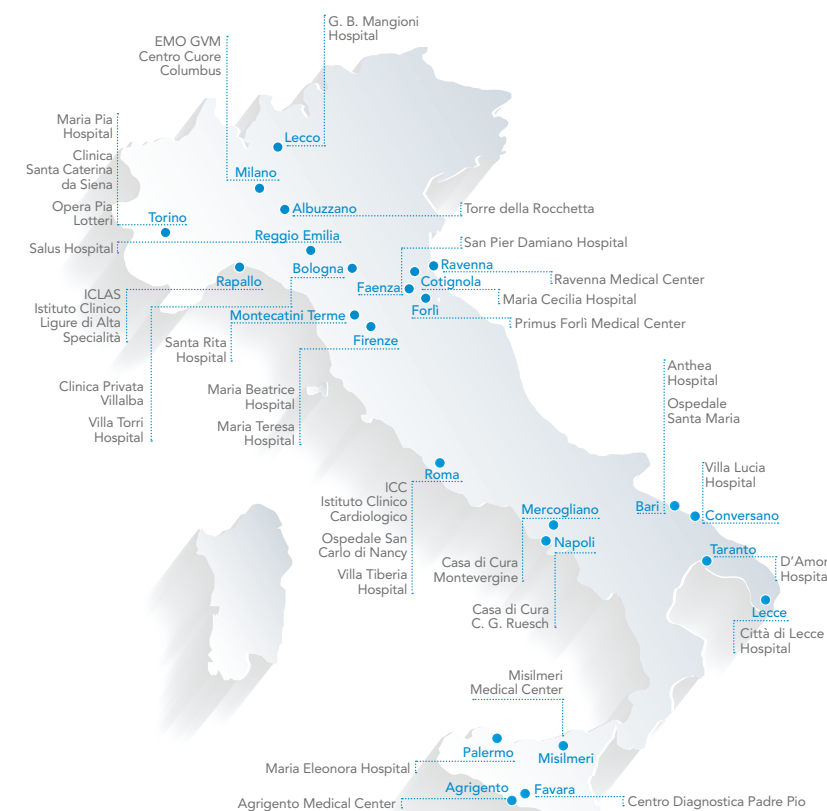 G. B. Mangioni
Hospital
EMO GVM
Centro Cuore
Columbus
Maria Pia
Hospital
Clinica
Santa Caterina
da Siena
Opera Pia
Lotteri
Lecco
Milano
Albuzzano
Torre della Rocchetta
Torino
Reggio Emilia
Salus Hospital
San Pier Damiano Hospital
Bologna
Ravenna
Rapallo
Faenza
Cotignola
Ravenna Medical Center
ICLAS
Istituto Clinico
Ligure di Alta
Specialità
Maria Cecilia Hospital
Forlì
Montecatini Terme
Primus Forlì Medical Center
Santa Rita
Hospital
Firenze
Clinica Privata
Villalba
Villa Torri
Hospital
Maria Beatrice
Hospital
Maria Teresa
Hospital
Anthea
Hospital
Ospedale
Santa Maria
Villa Lucia
Hospital
Roma
ICC
Istituto Clinico
Cardiologico
Ospedale San
Carlo di Nancy
Villa Tiberia
Hospital
Mercogliano
Bari
Conversano
Napoli
Taranto
Casa di Cura
Montevergine
D'Amor
Hospita
Casa di Cura
C. G. Ruesch
Lecce
Città di Lecce
Hospital
Misilmeri
Medical Center
Palermo
Misilmeri
Maria Eleonora Hospital
Agrigento
Favara
Agrigento Medical Center
Centro Diagnostica Padre Pio